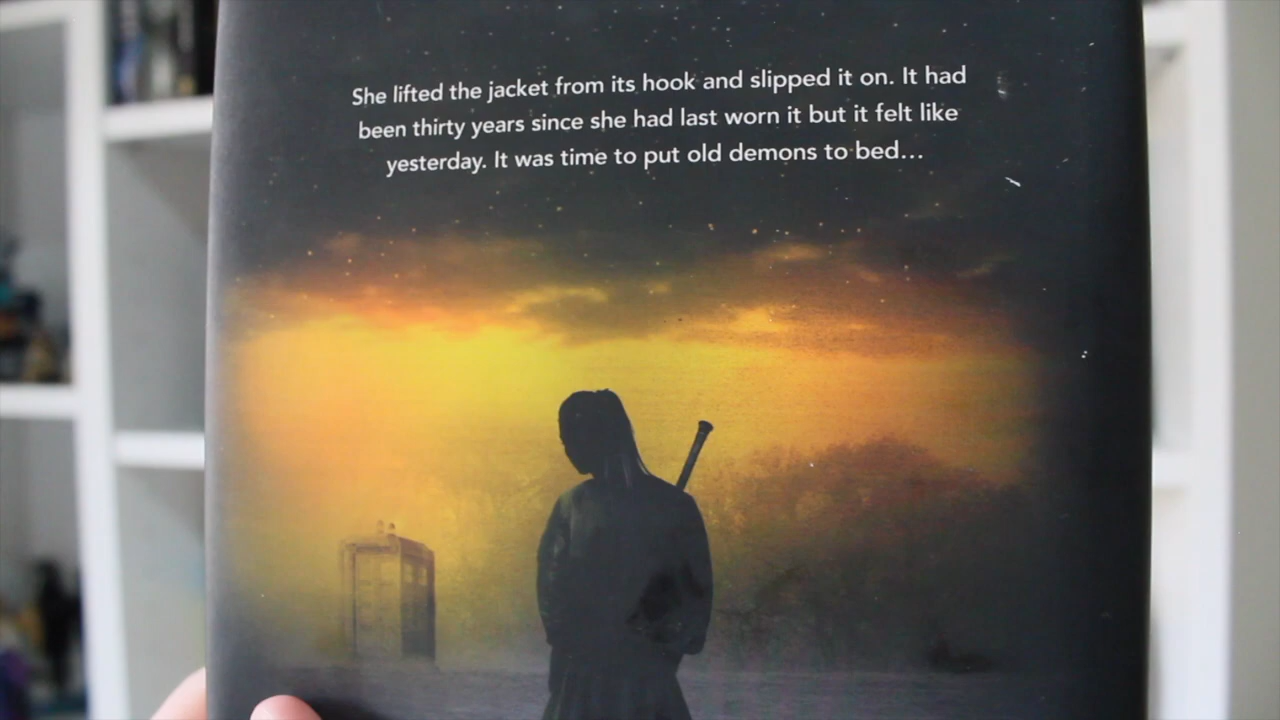 She lifted the jacket from its hook and slipped it on. It had
been thirty years since she had last worn it but it felt like
yesterday. It was time to put old demons to bed...